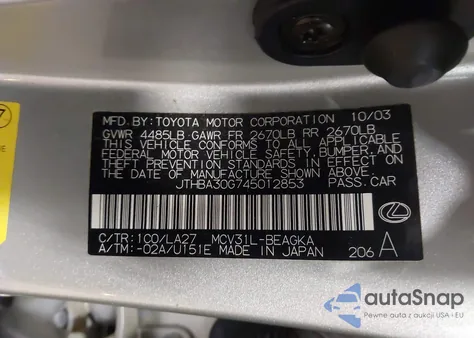 MFD. BY: TOYOTA MOTOR CORPORATION 10/03
GVWR 4485LB GAWR FR 2670LB RR 2670LB
THIS VEHICLE CONFORMS TO ALL APPLICABLE
FEDERAL MOTOR VEHICLE SAFETY, BUMPER, AND
THEFT PREVENTION STANDARDS IN EFFECT ON
THE DATE OF MANUFACTURE SHOWN ABOVE.
JTHBA30G745012853 PASS. CAR
C/TR: 1C0/LA27 MCV31L-BEAGKA
A/TM: -02A/U151E MADE IN JAPAN 206 A
autoSnap
Pewne auta z aukcji USA i EU